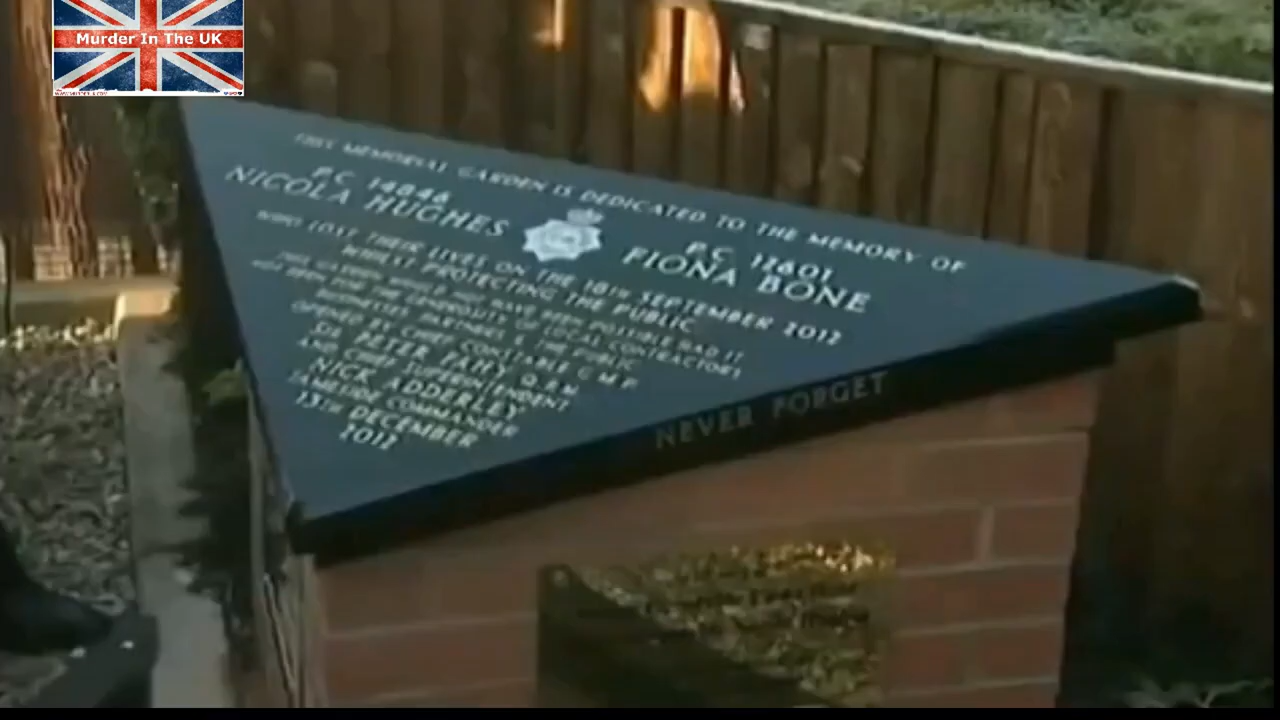 Murder In The UK
THIS MEMORIAL GARDEN IS DEDICATED TO THE MEMORY OF
PC 14846
NICOLA HUGHES
PC 11601
FIONA BONE
WHO LOST THEIR LIVES ON THE 18TH SEPTEMBER 2012
WHILST PROTECTING THE PUBLIC
THIS GARDEN WOULD NOT HAVE BEEN POSSIBLE HAD IT
NOT BEEN FOR THE GENEROSITY OF LOCAL CONTRACTORS
BUSINESSES PARTNERS & THE PUBLIC
OPENED BY CHIEF CONSTABLE G.M.P.
SIR PETER FAHY Q.P.M
AND CHIEF SUPERINTENDENT
NICK ADDERLEY
TAMESIDE COMMANDER
13TH DECEMBER
2012
NEVER FORGET